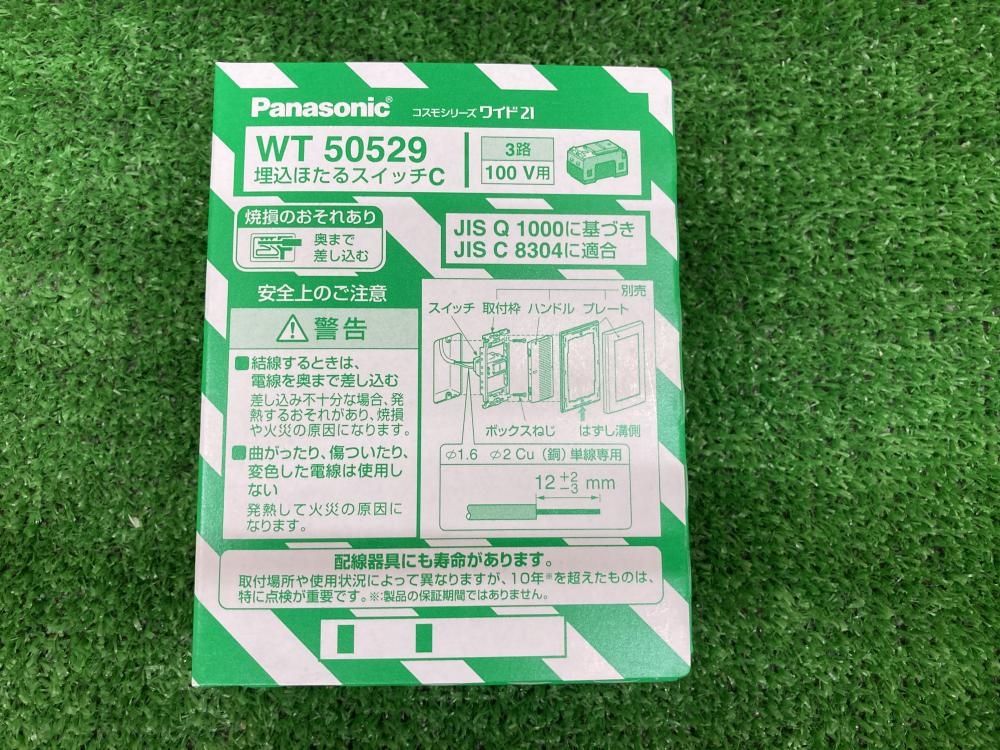 Panasonic® コスモシリーズ ワイド21
WT 50529
埋込ほたるスイッチC
3路
100 V用
焼損のおそれあり
奥まで
差し込む
JIS Q 1000に基づき
JIS C 8304に適合
安全上のご注意
警告
結線するときは、
電線を奥まで差し込む
差し込み不十分な場合、発
熱するおそれがあり、焼損
や火災の原因になります。
曲がったり、傷ついたり、
変色した電線は使用し
ない
発熱して火災の原因に
なります。
別売
スイッチ 取付枠 ハンドル プレート
ボックスねじ はずし溝側
φ1.6 φ2 Cu（銅）単線専用
12 +2 -3 mm
配線器具にも寿命があります。
取付場所や使用状況によって異なりますが、10年※を超えたものは、
特に点検が重要です。※:製品の保証期間ではありません。